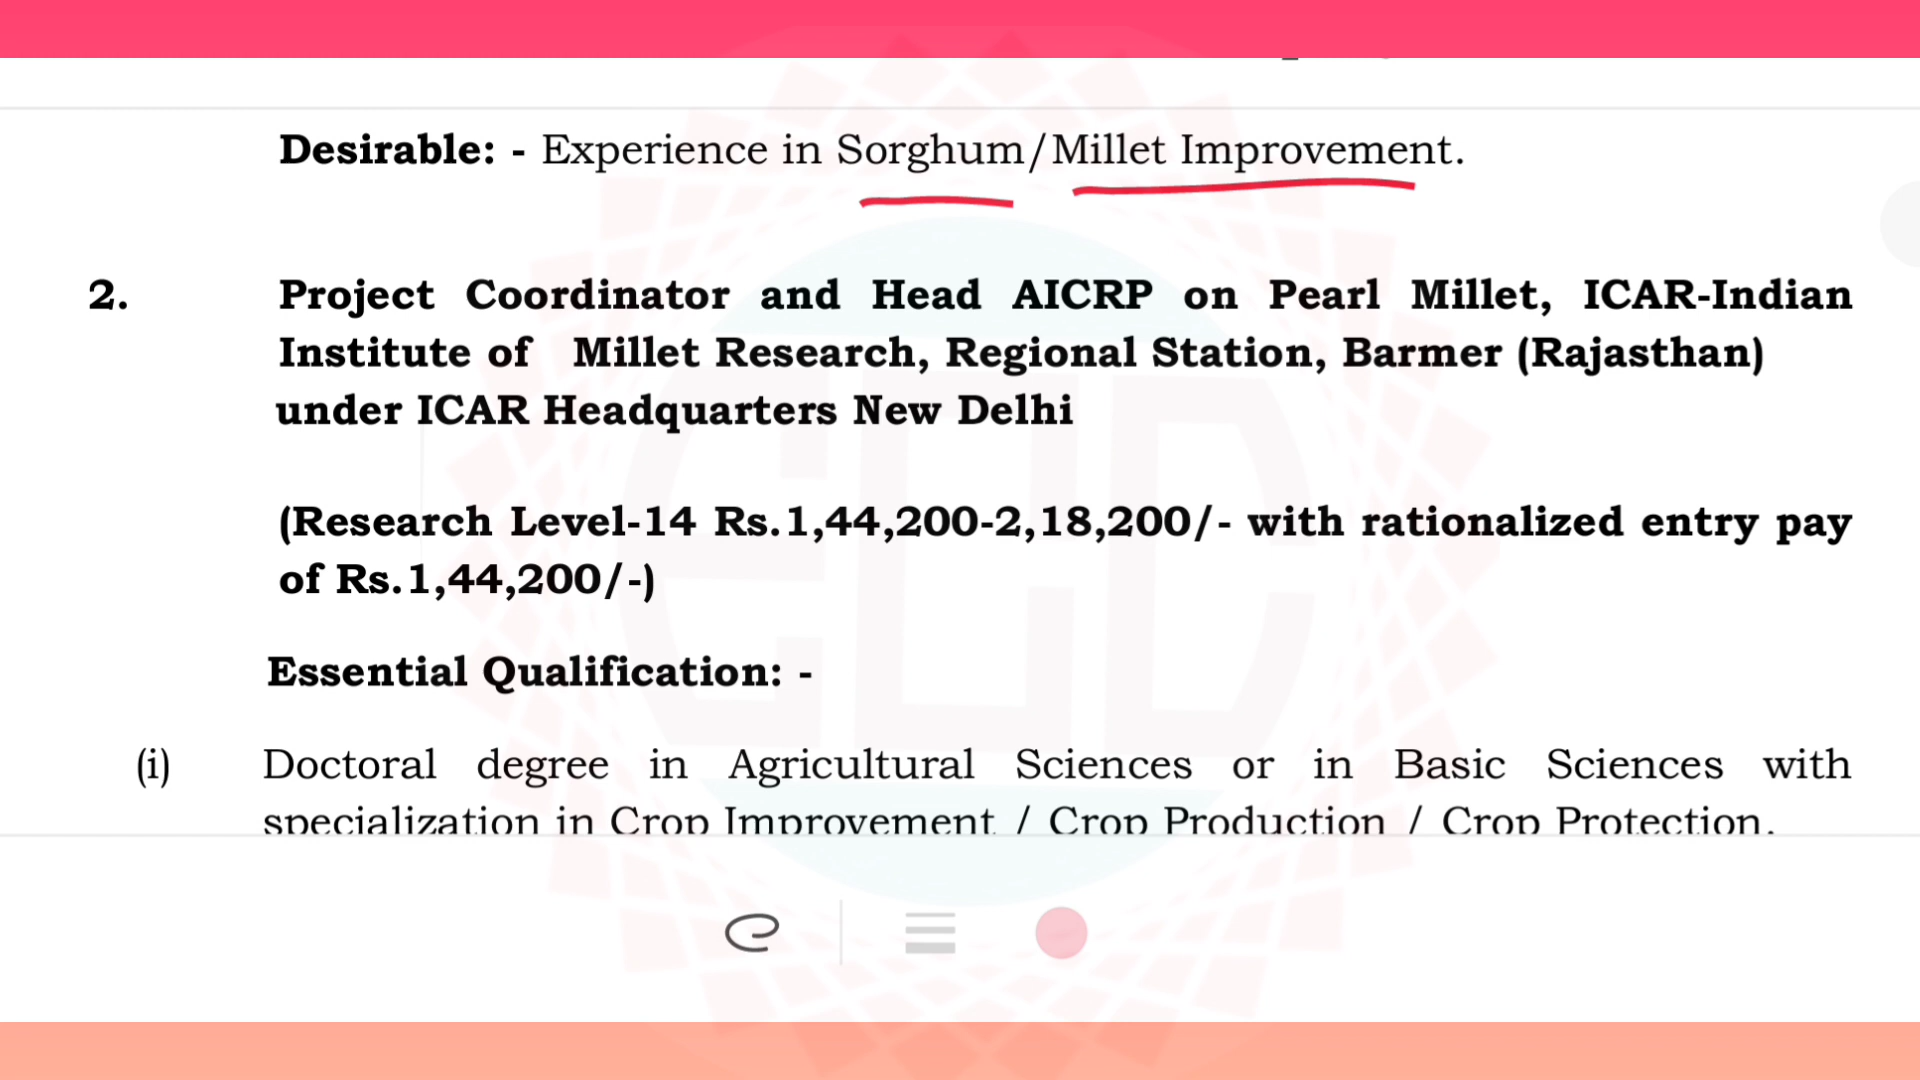 Desirable: - Experience in Sorghum/Millet Improvement.
2. Project Coordinator and Head AICRP on Pearl Millet, ICAR-Indian
Institute of Millet Research, Regional Station, Barmer (Rajasthan)
under ICAR Headquarters New Delhi
(Research Level-14 Rs.1,44,200-2,18,200/- with rationalized entry pay
of Rs.1,44,200/-)
Essential Qualification: -
(i) Doctoral degree in Agricultural Sciences or in Basic Sciences with
specialization in Crop Improvement / Crop Production / Crop Protection.